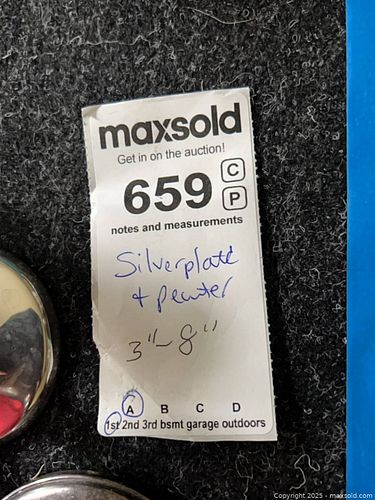 maxsold
Get in on the auction!
659 C
P
notes and measurements
Silverplate
+ pewter
3"- 8"
A B C D
1st 2nd 3rd bsmt garage outdoors
Copyright 2025 - maxsold.com